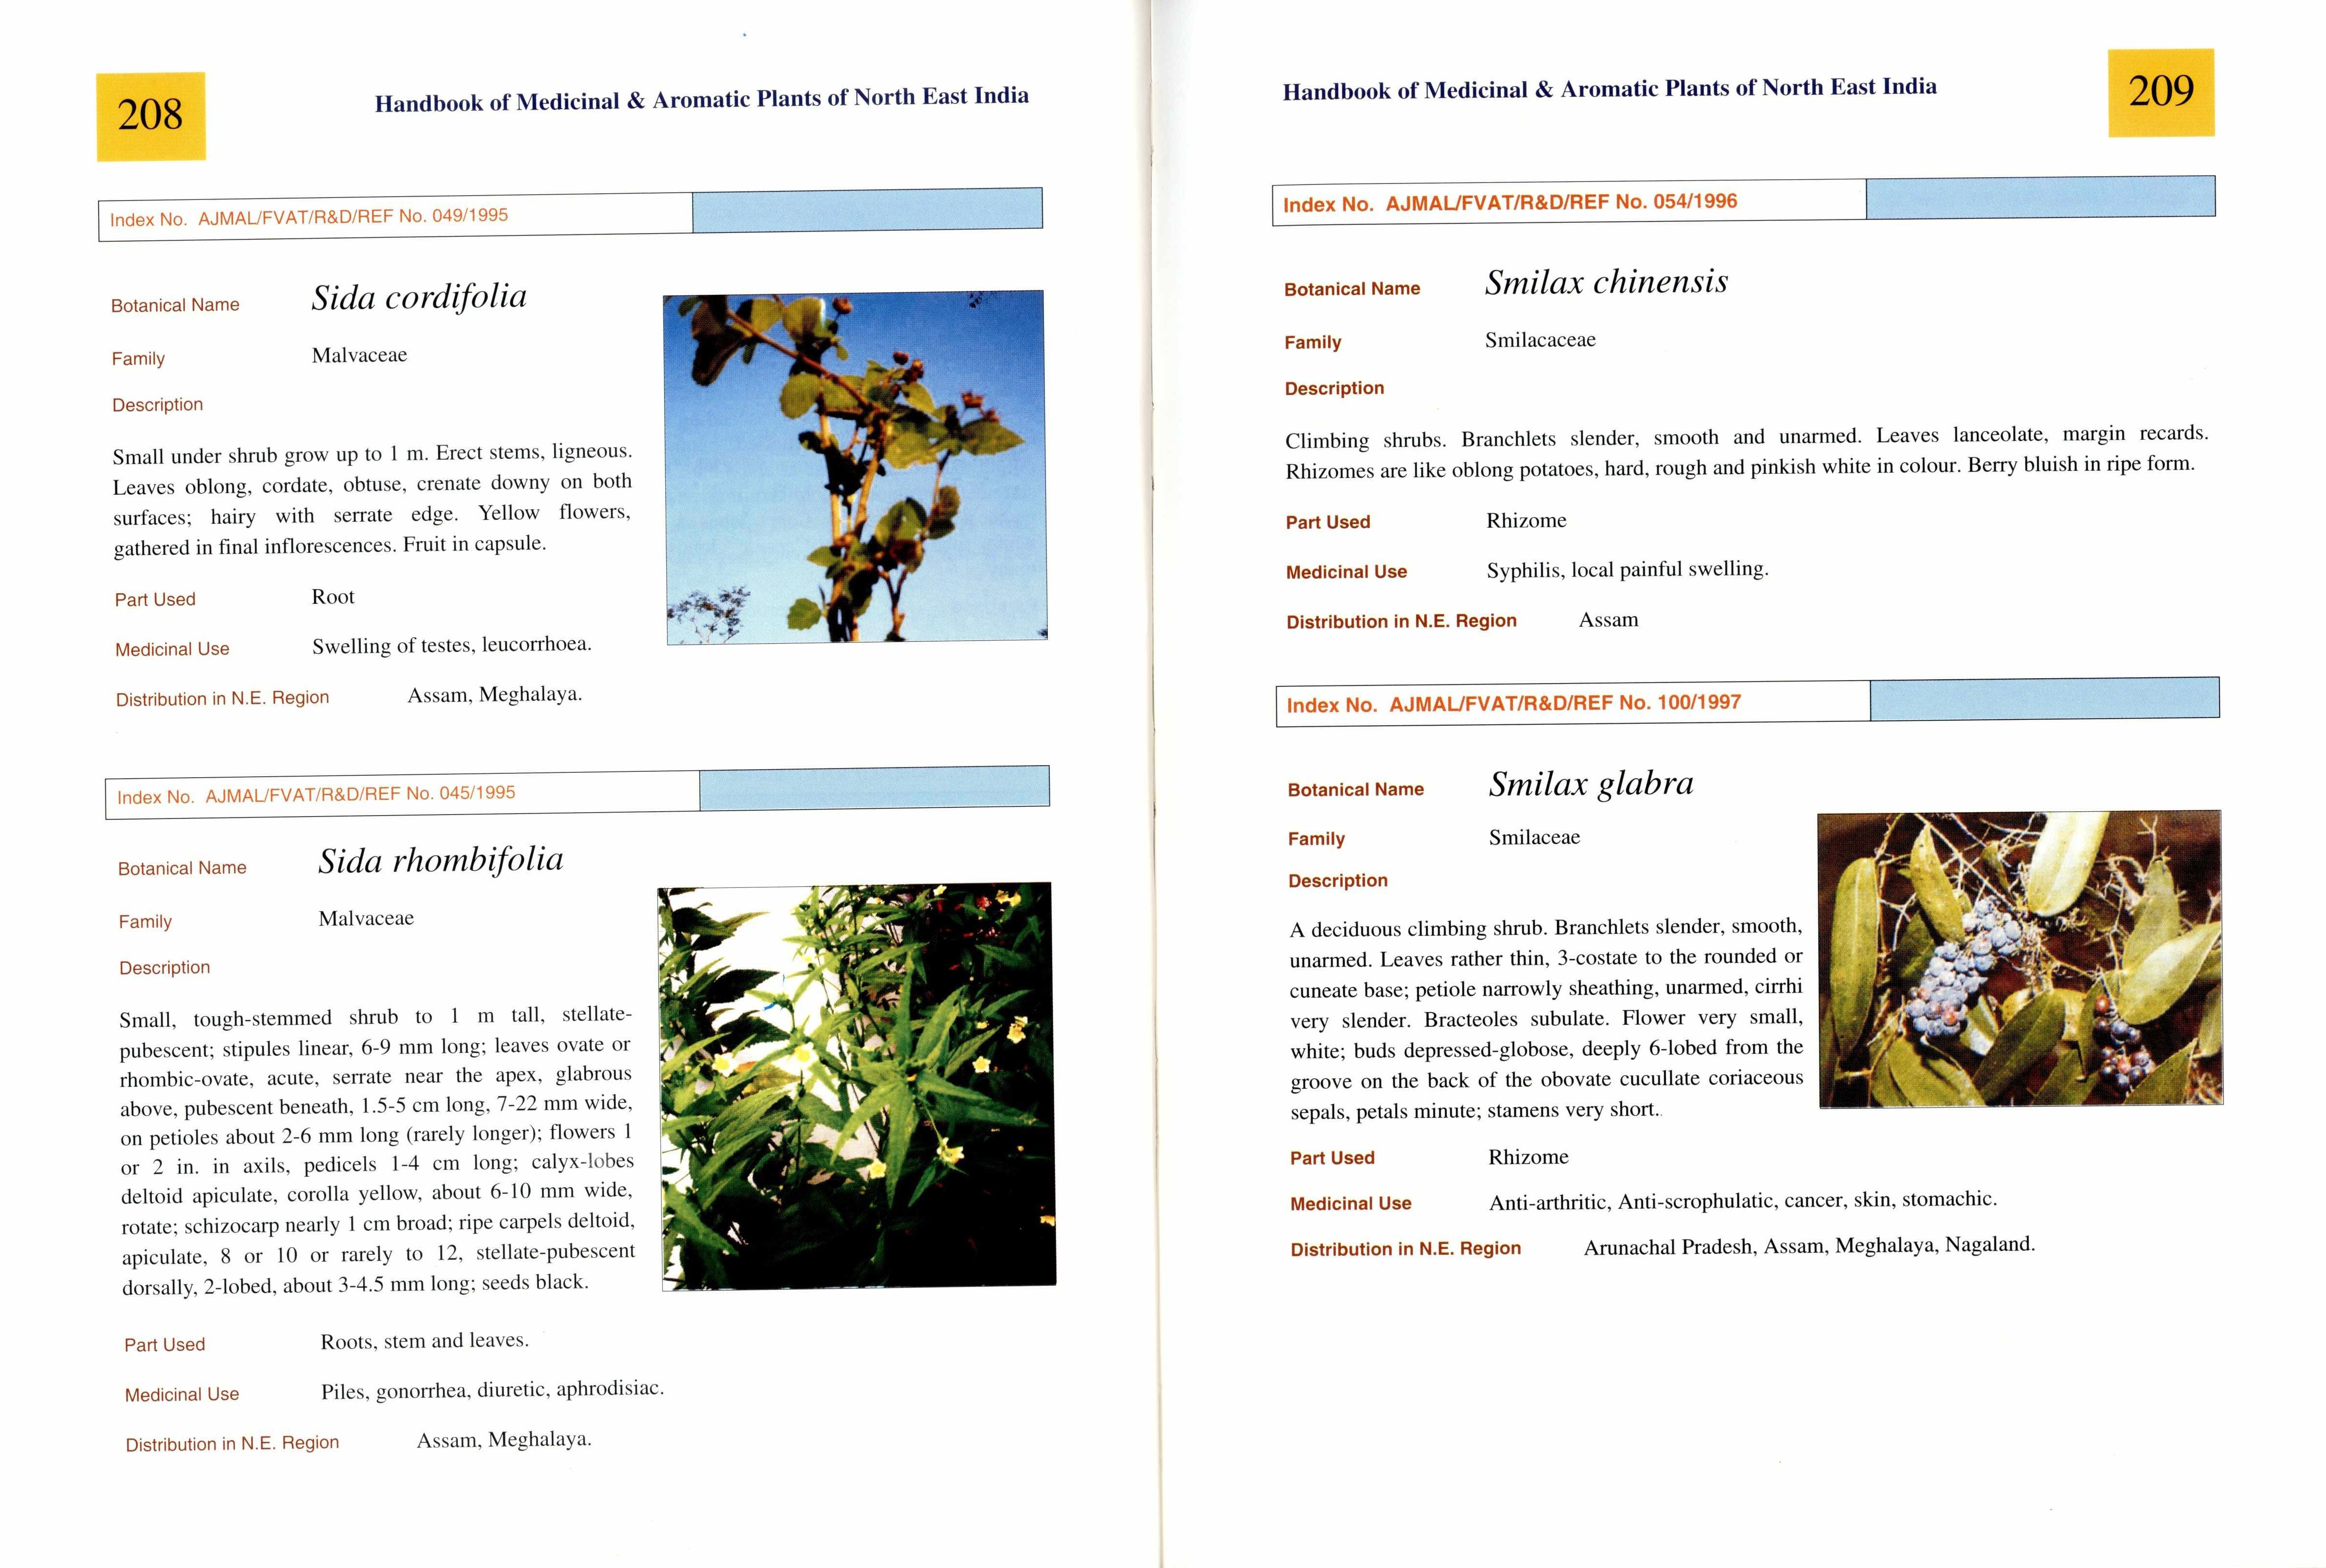 208
Handbook of Medicinal & Aromatic Plants of North East India
Index No. AJMAL/FVAT/R&D/REF No. 049/1995
Botanical Name Sida cordifolia
Family Malvaceae
Description
Small under shrub grow up to 1 m. Erect stems, ligneous.
Leaves oblong, cordate, obtuse, crenate downy on both
surfaces; hairy with serrate edge. Yellow flowers,
gathered in final inflorescences. Fruit in capsule.
Part Used Root
Medicinal Use Swelling of testes, leucorrhoea.
Distribution in N.E. Region Assam, Meghalaya.
Index No. AJMAL/FVAT/R&D/REF No. 045/1995
Botanical Name Sida rhombifolia
Family Malvaceae
Description
Small, tough-stemmed shrub to 1 m tall, stellate-
pubescent; stipules linear, 6-9 mm long; leaves ovate or
rhombic-ovate, acute, serrate near the apex, glabrous
above, pubescent beneath, 1.5-5 cm long, 7-22 mm wide,
on petioles about 2-6 mm long (rarely longer); flowers 1
or 2 in. in axils, pedicels 1-4 cm long; calyx-lobes
deltoid apiculate, corolla yellow, about 6-10 mm wide,
rotate; schizocarp nearly 1 cm broad; ripe carpels deltoid,
apiculate, 8 or 10 or rarely to 12, stellate-pubescent
dorsally, 2-lobed, about 3-4.5 mm long; seeds black.
Part Used Roots, stem and leaves.
Medicinal Use Piles, gonorrhea, diuretic, aphrodisiac.
Distribution in N.E. Region Assam, Meghalaya.
Handbook of Medicinal & Aromatic Plants of North East India
209
Index No. AJMAL/FVAT/R&D/REF No. 054/1996
Botanical Name Smilax chinensis
Family Smilacaceae
Description
Climbing shrubs. Branchlets slender, smooth and unarmed. Leaves lanceolate, margin recards.
Rhizomes are like oblong potatoes, hard, rough and pinkish white in colour. Berry bluish in ripe form.
Part Used Rhizome
Medicinal Use Syphilis, local painful swelling.
Distribution in N.E. Region Assam
Index No. AJMAL/FVAT/R&D/REF No. 100/1997
Botanical Name Smilax glabra
Family Smilaceae
Description
A deciduous climbing shrub. Branchlets slender, smooth,
unarmed. Leaves rather thin, 3-costate to the rounded or
cuneate base; petiole narrowly sheathing, unarmed, cirrhi
very slender. Bracteoles subulate. Flower very small,
white; buds depressed-globose, deeply 6-lobed from the
groove on the back of the obovate cucullate coriaceous
sepals, petals minute; stamens very short..
Part Used Rhizome
Medicinal Use Anti-arthritic, Anti-scrophulatic, cancer, skin, stomachic.
Distribution in N.E. Region Arunachal Pradesh, Assam, Meghalaya, Nagaland.